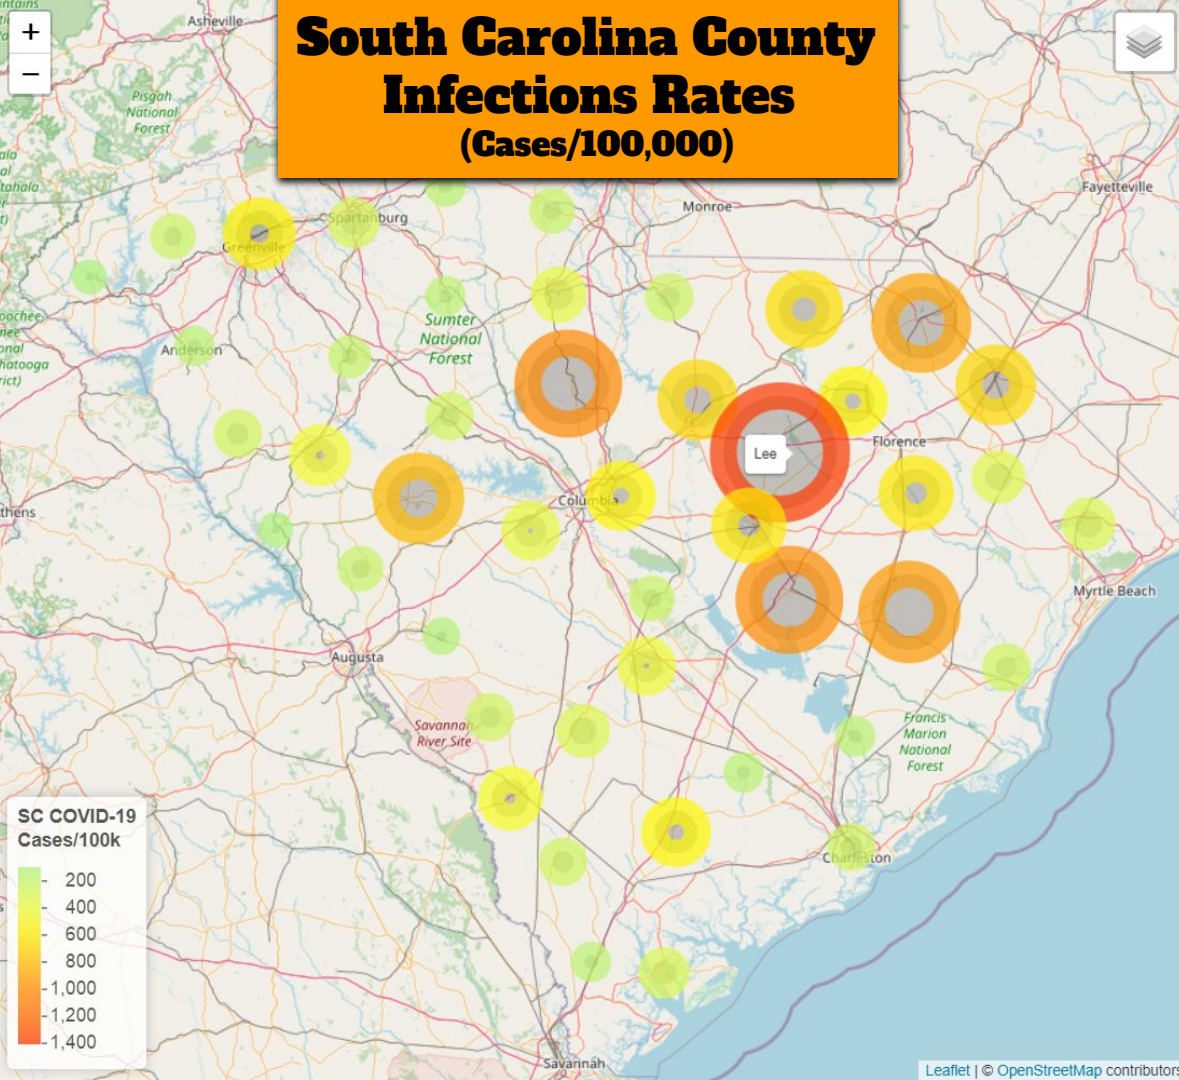 South Carolina County
Infections Rates
(Cases/100,000)
+
−
Asheville
Pisgah
National
Forest
Fayetteville
Monroe
Spartanburg
Greenville
Sumter
National
Forest
Anderson
Lee
Florence
Columbia
Myrtle Beach
Augusta
Savannah
River Site
Francis
Marion
National
Forest
Charleston
Savannah
SC COVID-19
Cases/100k
200
400
600
800
1,000
1,200
1,400
Leaflet | © OpenStreetMap contributors